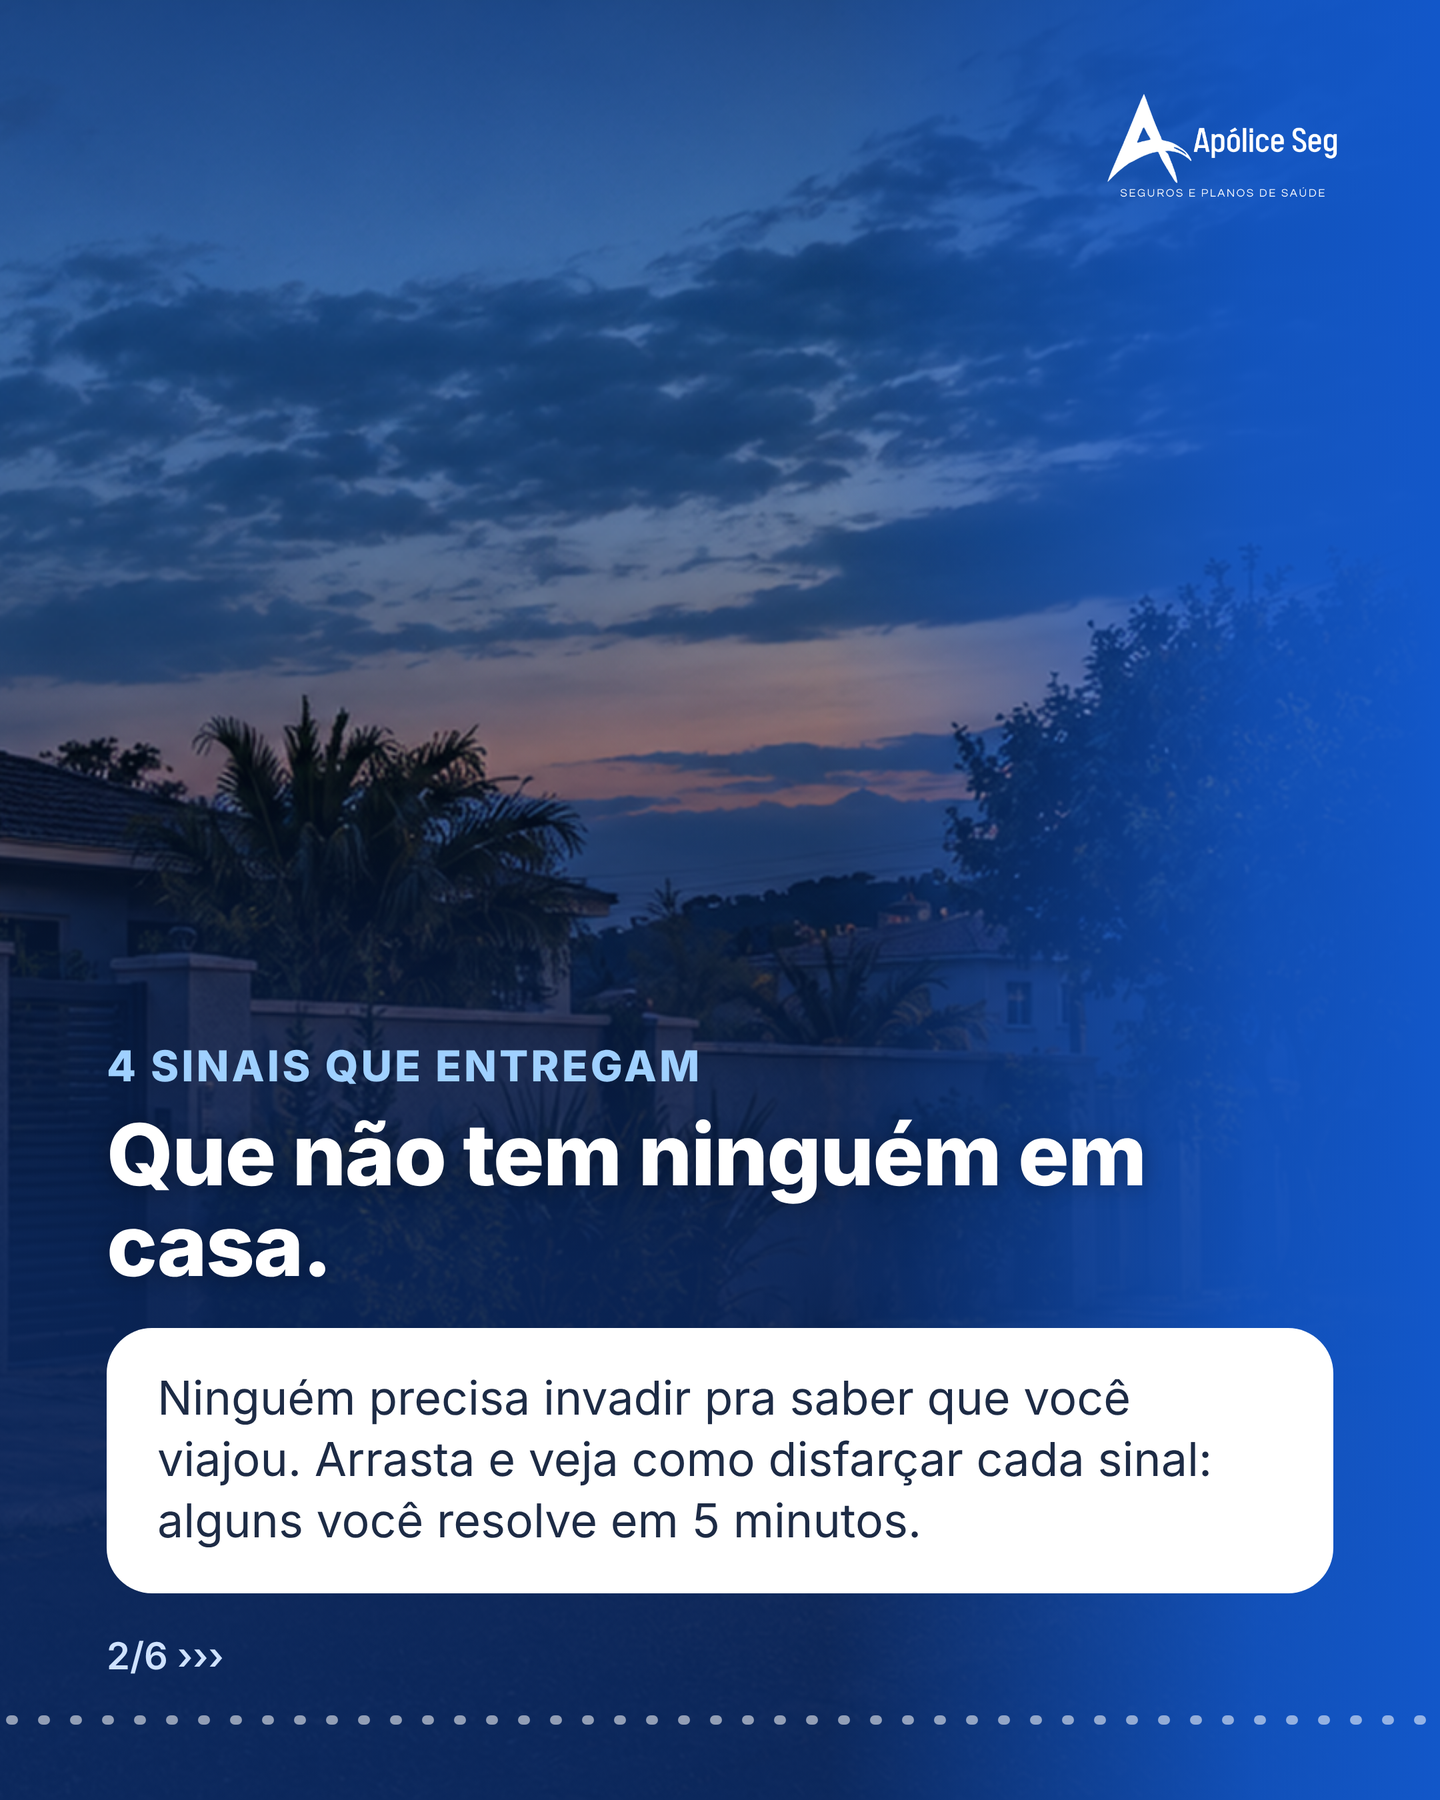 Apólice Seg
SEGUROS E PLANOS DE SAÚDE
4 SINAIS QUE ENTREGAM
Que não tem ninguém em
casa.
Ninguém precisa invadir pra saber que você
viajou. Arrasta e veja como disfarçar cada sinal:
alguns você resolve em 5 minutos.
2/6 ›››